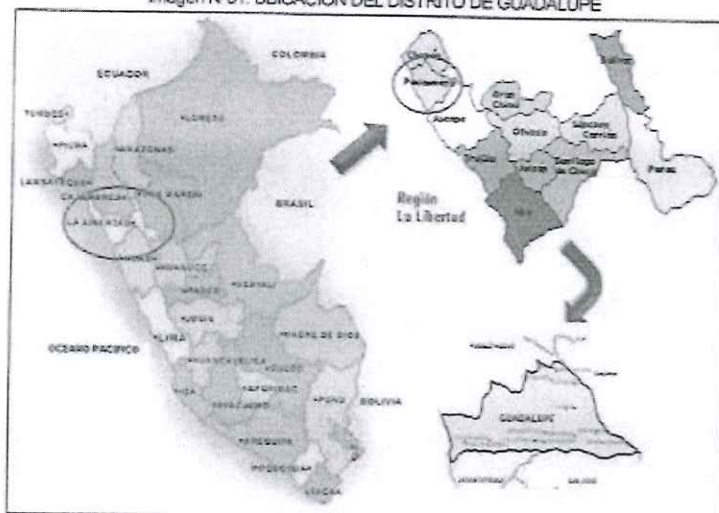 Imagen N°01: UBICACIÓN DEL DISTRITO DE GUADALUPE
COLOMBIA
ECUADOR
TUMBES
LORETO
PIURA
AMAZONAS
LAMBAYEQUE
CAJAMARCA
SAN MARTIN
LA LIBERTAD
BRASIL
ANCASH
HUANUCO
PASCO
UCAYALI
JUNIN
LIMA
MADRE DE DIOS
OCEANO PACIFICO
HUANCAVELICA
CUSCO
ICA
APURIMAC
AYACUCHO
PUNO
BOLIVIA
AREQUIPA
MOQUEGUA
TACNA
Chepén
Pacasmayo
Bolívar
Gran
Chimú
Ascope
Otuzco
Sánchez
Carrión
Trujillo
Julcán
Santiago
de Chuco
Pataz
Virú
Región
La Libertad
GUADALUPE